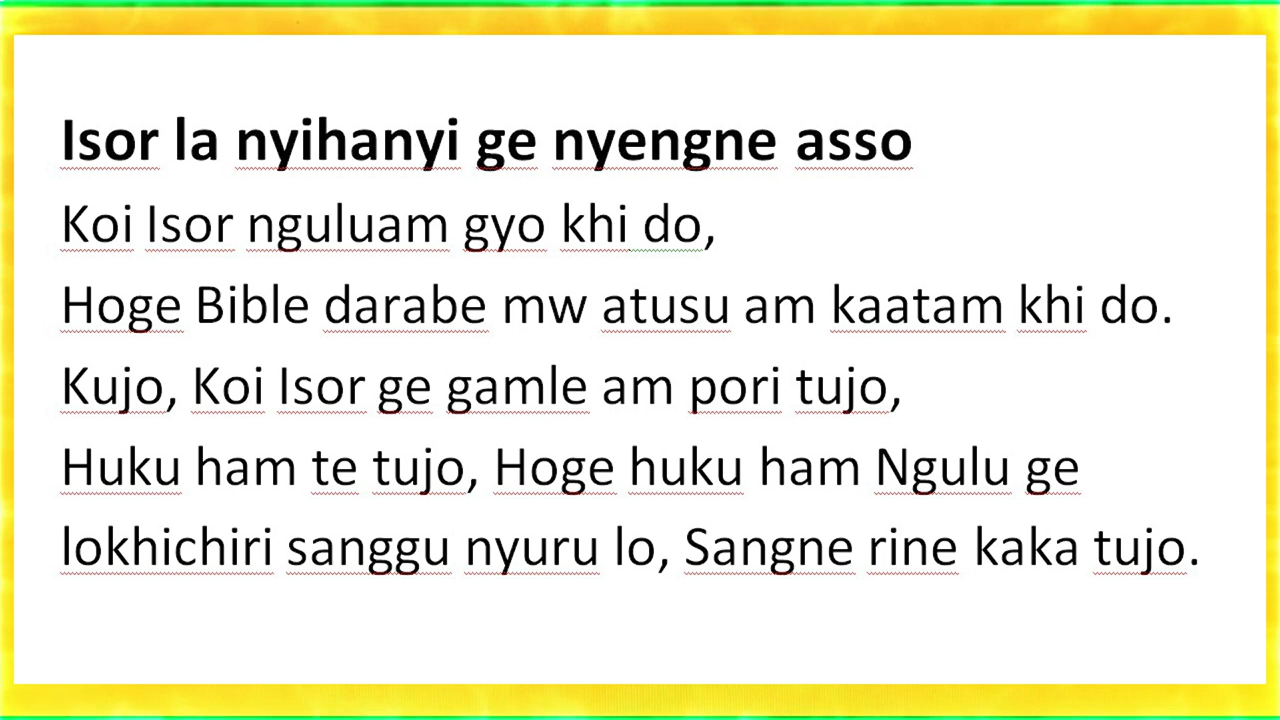 Isor la nyihanyi ge nyengne asso
Koi Isor nguluam gyo khi do,
Hoge Bible darabe mw atusu am kaatam khi do.
Kujo, Koi Isor ge gamle am pori tujo,
Huku ham te tujo, Hoge huku ham Ngulu ge
lokhichiri sanggu nyuru lo, Sangne rine kaka tujo.